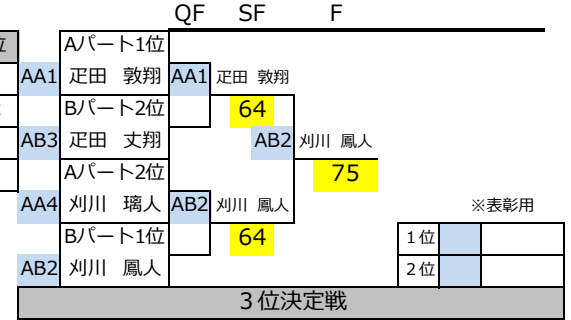 QF SF F
Aパート1位
AA1 疋田 敦翔 AA1 疋田 敦翔
Bパート2位 64
AB3 疋田 丈翔 AB2 刈川 鳳人
Aパート2位 75
AA4 刈川 璃人 AB2 刈川 鳳人 ※表彰用
Bパート1位 64 1位
AB2 刈川 鳳人 2位
3位決定戦